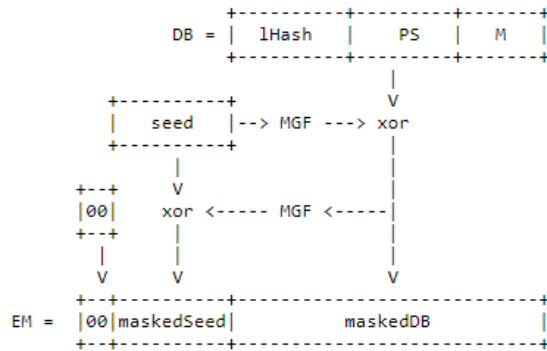 DB = | lHash | PS | M |
| seed |--> MGF ---> xor
|00| xor <----- MGF <-----|
EM = |00|maskedSeed| maskedDB |